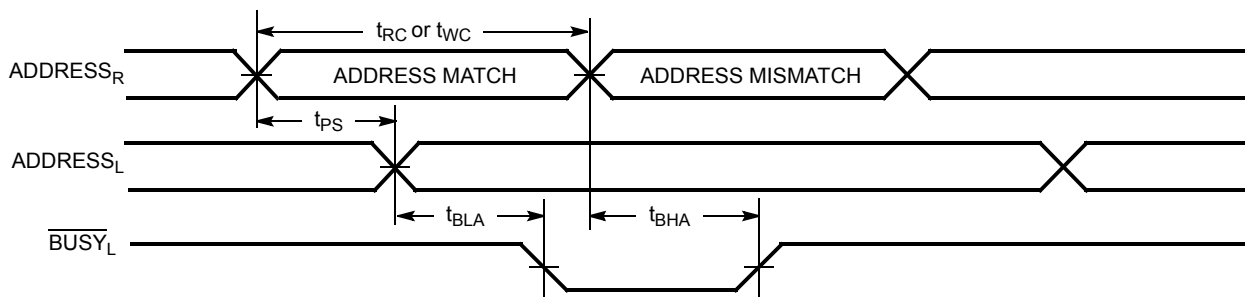 tRC or tWC
ADDRESSR
ADDRESS MATCH
ADDRESS MISMATCH
tPS
ADDRESSL
tBLA
tBHA
BUSYL